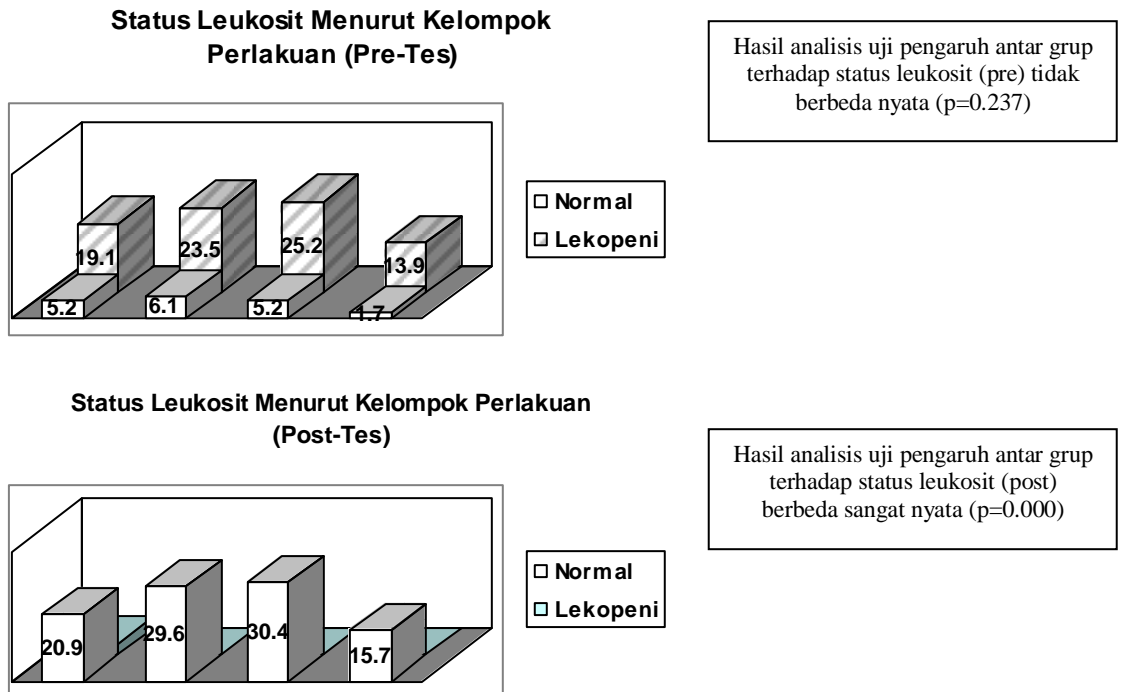 Status Leukosit Menurut Kelompok
Perlakuan (Pre-Tes)
Hasil analisis uji pengaruh antar grup
terhadap status leukosit (pre) tidak
berbeda nyata (p=0.237)
Normal
Lekopeni
19.1
23.5
25.2
13.9
5.2
6.1
5.2
1.7
Status Leukosit Menurut Kelompok Perlakuan
(Post-Tes)
Hasil analisis uji pengaruh antar grup
terhadap status leukosit (post)
berbeda sangat nyata (p=0.000)
Normal
Lekopeni
20.9
29.6
30.4
15.7